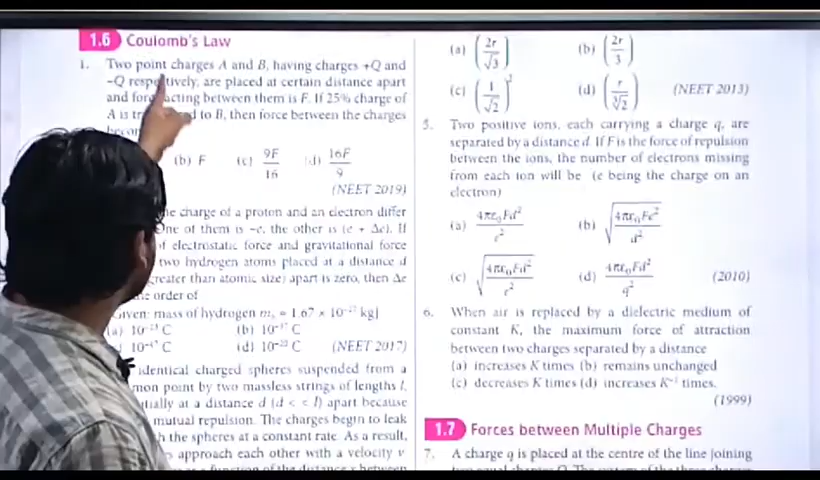 1.6 Coulomb's Law
1. Two point charges A and B, having charges +Q and
–Q respectively, are placed at certain distance apart
and force acting between them is F. If 25% charge of
A is to B, then force between the charges
(b) F (c) 9F/16 (d) 16F/9
(NEET 2019)
charge of a proton and an electron differ
One of them is –e, the other is (e + Δe). If
of electrostatic force and gravitational force
two hydrogen atoms placed at a distance d
greater than atomic size) apart is zero, then Δe
order of
Given: mass of hydrogen mₕ = 1.67 × 10⁻²⁷ kg]
(a) 10⁻²³ C (b) 10⁻³⁷ C
10⁻⁴⁷ C (d) 10⁻²⁰ C (NEET 2017)
identical charged spheres suspended from a
mon point by two massless strings of lengths l,
tially at a distance d (d < < l) apart because
mutual repulsion. The charges begin to leak
the spheres at a constant rate. As a result,
approach each other with a velocity v
as a function of the distance x between
(a) (2r/√3) (b) (2r/3)
(c) (1/√2)² (d) (r/∛2) (NEET 2013)
5. Two positive ions, each carrying a charge q, are
separated by a distance d. If F is the force of repulsion
between the ions, the number of electrons missing
from each ion will be (e being the charge on an
electron)
(a) 4πε₀Fd²/e² (b) √(4πε₀Fe²/d²)
(c) √(4πε₀Fd²/e²) (d) 4πε₀Fd²/q² (2010)
6. When air is replaced by a dielectric medium of
constant K, the maximum force of attraction
between two charges separated by a distance
(a) increases K times (b) remains unchanged
(c) decreases K times (d) increases K⁻¹ times.
(1999)
1.7 Forces between Multiple Charges
7. A charge q is placed at the centre of the line joining